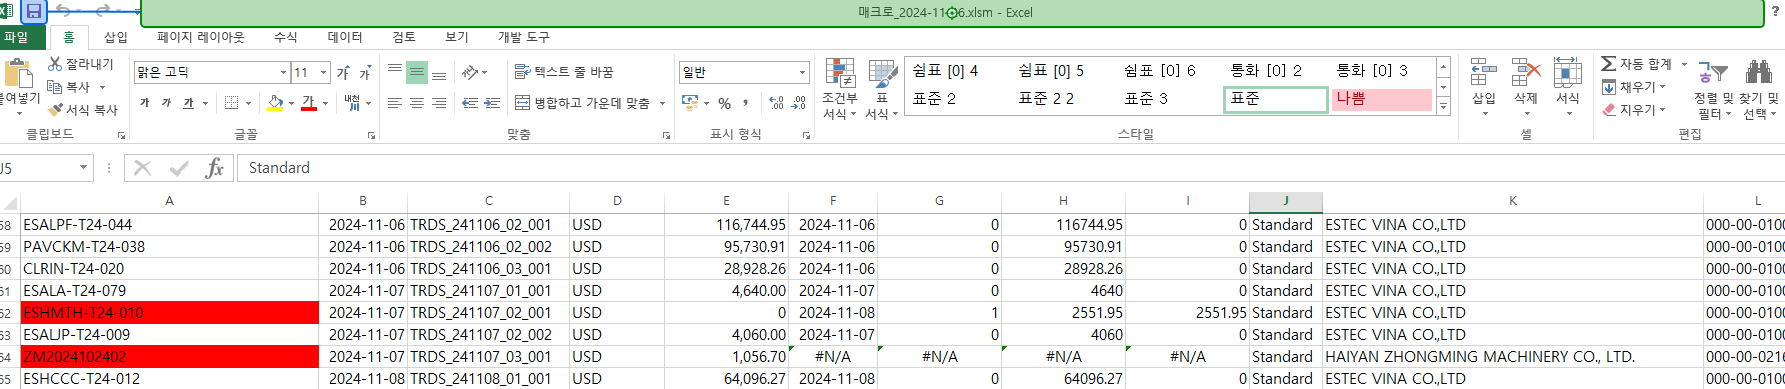 매크로_2024-11 6.xlsm - Excel
?
파일 홈 삽입 페이지 레이아웃 수식 데이터 검토 보기 개발 도구
붙여넣기
잘라내기
복사
서식 복사
클립보드
맑은 고딕 11 가 가
가 가 가 가 내천
글꼴
텍스트 줄 바꿈
병합하고 가운데 맞춤
맞춤
일반
% ,
표시 형식
조건부 서식
표 서식
쉼표 [0] 4 쉼표 [0] 5 쉼표 [0] 6 통화 [0] 2 통화 [0] 3
표준 2 표준 2 2 표준 3 표준 나쁨
스타일
삽입 삭제 서식
셀
자동 합계
채우기
지우기
정렬 및 필터
찾기 및 선택
편집
J5 fx Standard
A B C D E F G H I J K L
58 ESALPF-T24-044 2024-11-06 TRDS_241106_02_001 USD 116,744.95 2024-11-06 0 116744.95 0 Standard ESTEC VINA CO.,LTD 000-00-0100
59 PAVCKM-T24-038 2024-11-06 TRDS_241106_02_002 USD 95,730.91 2024-11-06 0 95730.91 0 Standard ESTEC VINA CO.,LTD 000-00-0100
60 CLRIN-T24-020 2024-11-06 TRDS_241106_03_001 USD 28,928.26 2024-11-06 0 28928.26 0 Standard ESTEC VINA CO.,LTD 000-00-0100
61 ESALA-T24-079 2024-11-07 TRDS_241107_01_001 USD 4,640.00 2024-11-07 0 4640 0 Standard ESTEC VINA CO.,LTD 000-00-0100
62 ESHMTH-T24-010 2024-11-07 TRDS_241107_02_001 USD 0 2024-11-08 1 2551.95 2551.95 Standard ESTEC VINA CO.,LTD 000-00-0100
63 ESALJP-T24-009 2024-11-07 TRDS_241107_02_002 USD 4,060.00 2024-11-07 0 4060 0 Standard ESTEC VINA CO.,LTD 000-00-0100
64 ZM2024102402 2024-11-07 TRDS_241107_03_001 USD 1,056.70 #N/A #N/A #N/A #N/A Standard HAIYAN ZHONGMING MACHINERY CO., LTD. 000-00-0216
65 ESHCCC-T24-012 2024-11-08 TRDS_241108_01_001 USD 64,096.27 2024-11-08 0 64096.27 0 Standard ESTEC VINA CO.,LTD 000-00-0100